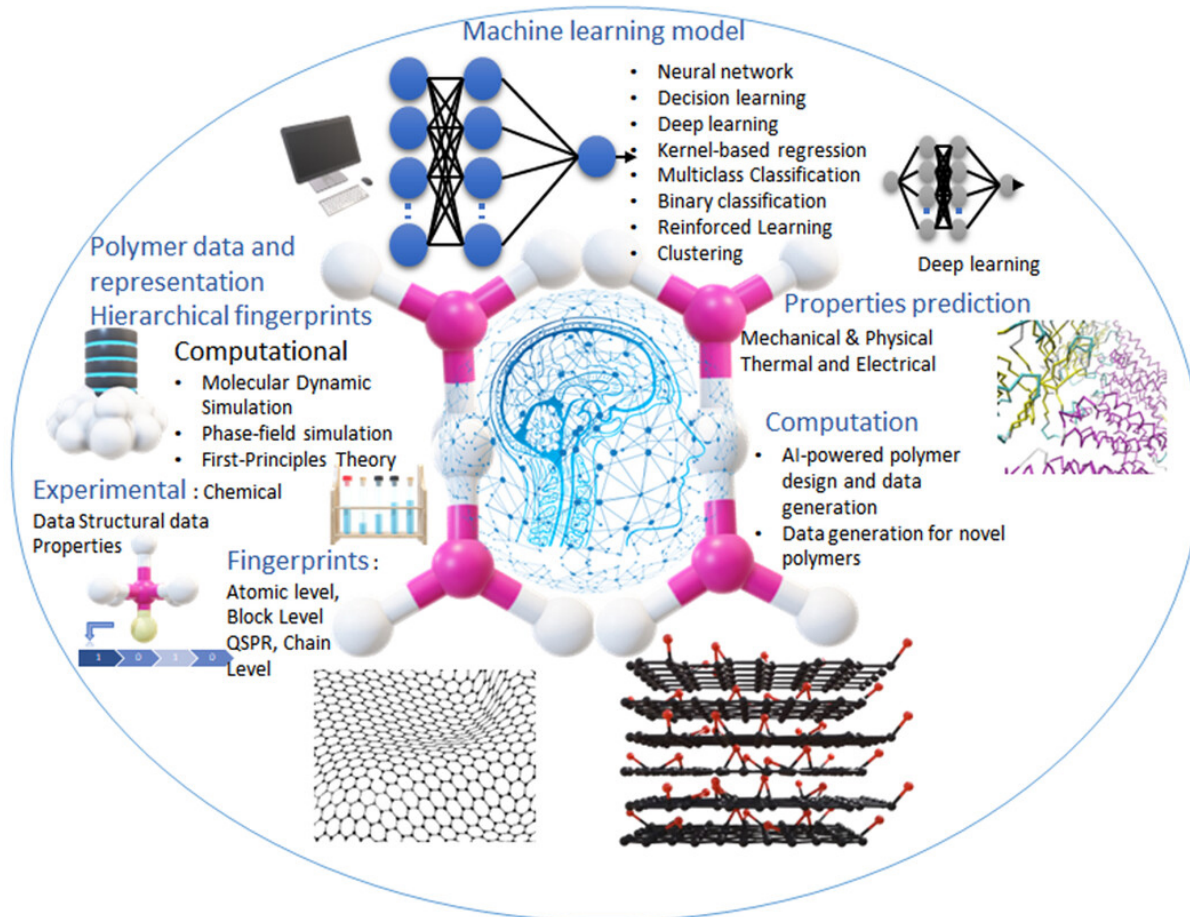 Machine learning model
• Neural network
• Decision learning
• Deep learning
• Kernel-based regression
• Multiclass Classification
• Binary classification
• Reinforced Learning
• Clustering
Deep learning
Polymer data and
representation
Hierarchical fingerprints
Computational
• Molecular Dynamic
Simulation
• Phase-field simulation
• First-Principles Theory
Experimental : Chemical
Data Structural data
Properties
Fingerprints :
Atomic level,
Block Level
QSPR, Chain
Level
1 0 1 0
Properties prediction
Mechanical & Physical
Thermal and Electrical
Computation
• AI-powered polymer
design and data
generation
• Data generation for novel
polymers